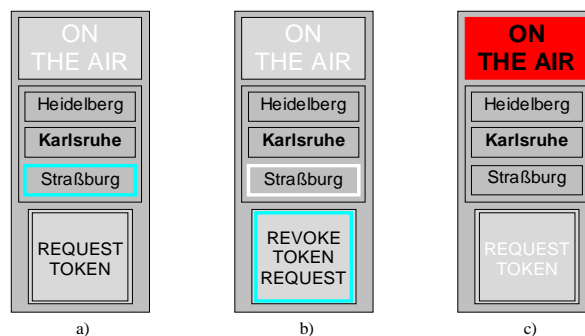 ON
THE AIR
Heidelberg
Karlsruhe
Straßburg
REQUEST
TOKEN
a)
ON
THE AIR
Heidelberg
Karlsruhe
Straßburg
REVOKE
TOKEN
REQUEST
b)
ON
THE AIR
Heidelberg
Karlsruhe
Straßburg
REQUEST
TOKEN
c)